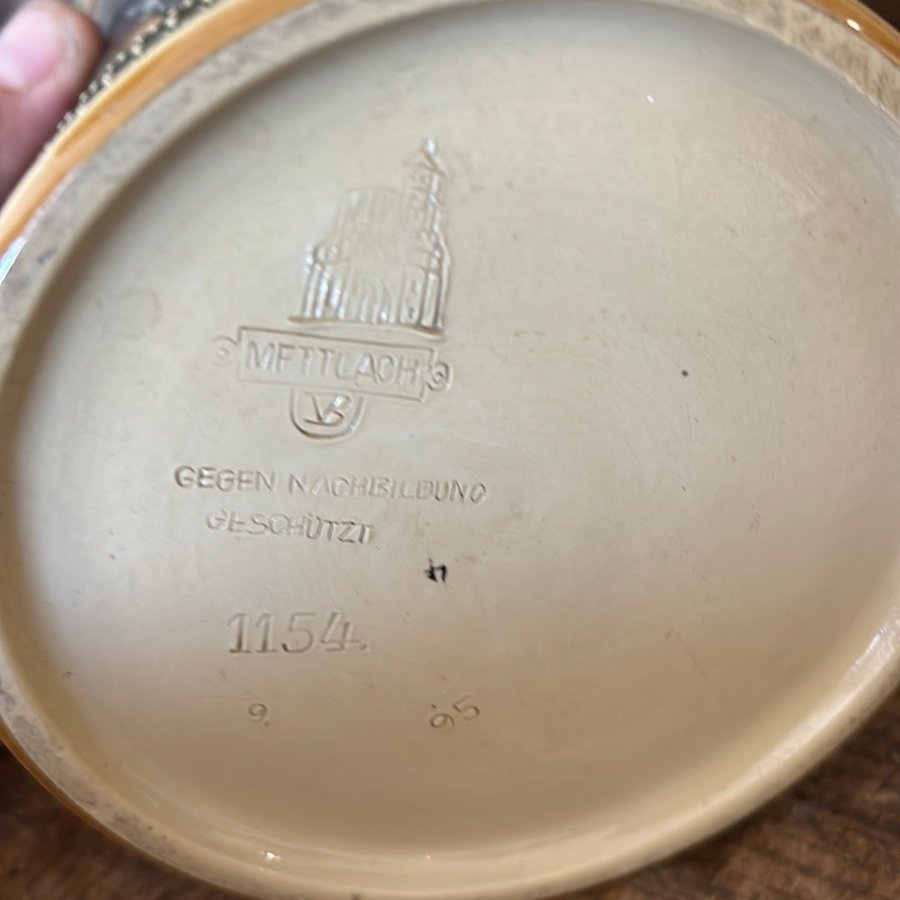 METTLACH
VB
GEGEN NACHBILDUNG
GESCHÜTZT
1154.
9. 95